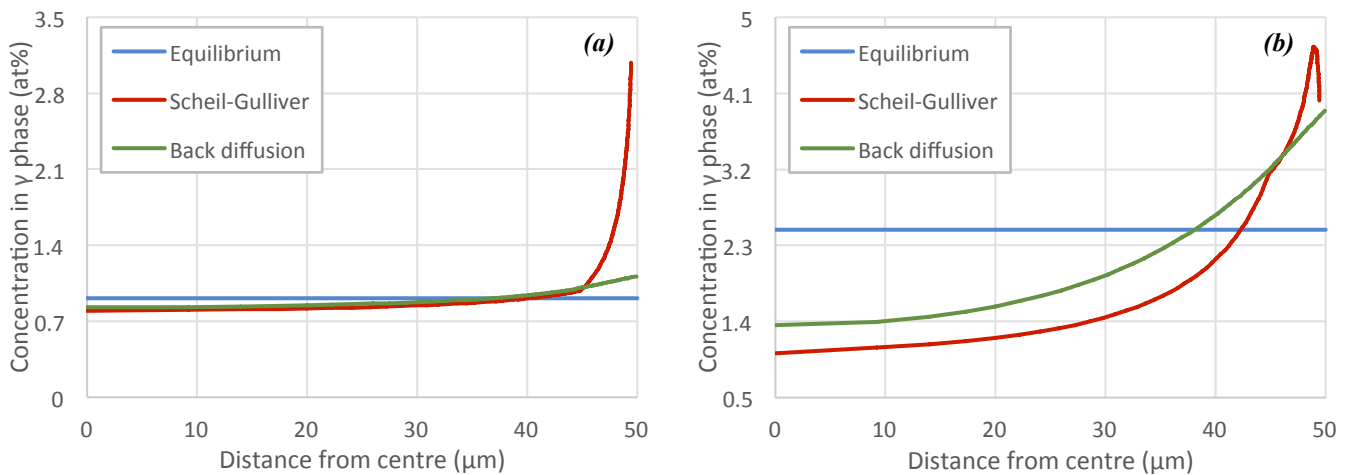 (a)
Equilibrium
Scheil-Gulliver
Back diffusion
Concentration in γ phase (at%)
3.5
2.8
2.1
1.4
0.7
0
0 10 20 30 40 50
Distance from centre (μm)
(b)
Equilibrium
Scheil-Gulliver
Back diffusion
Concentration in γ phase (at%)
5
4.1
3.2
2.3
1.4
0.5
0 10 20 30 40 50
Distance from centre (μm)